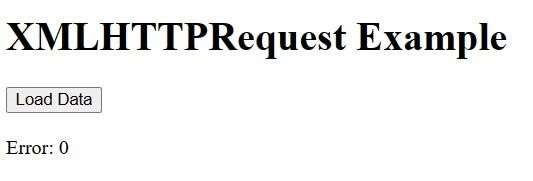 XMLHTTPRequest Example
Load Data
Error: 0